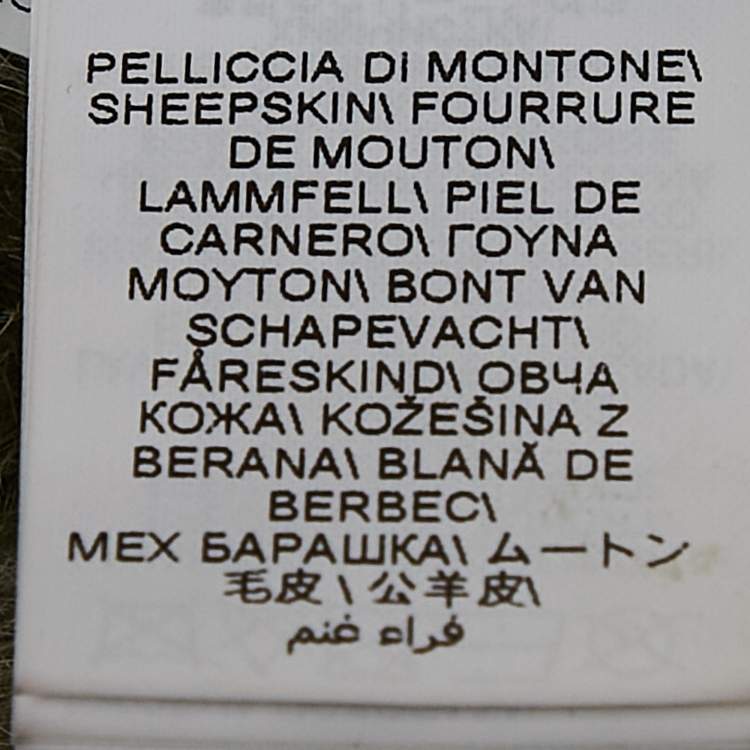 PELLICCIA Di MONTONE\
SHEEPSKIN\ FOURRURE
DE MOUTON\
LAMMFELL\ PIEL DE
CARNERO\ ΓΟΥΝΑ
ΜΟΥΤΟΝ\ BONT VAN
SCHAPEVACHT\
FÅRESKIND\ ОВЧА
КОЖА\ KOŽEŠINA Z
BERANA\ BLANĂ DE
BERBEC\
МЕХ БАРАШКА\ ムートン
毛皮\公羊皮\
فراء غنم